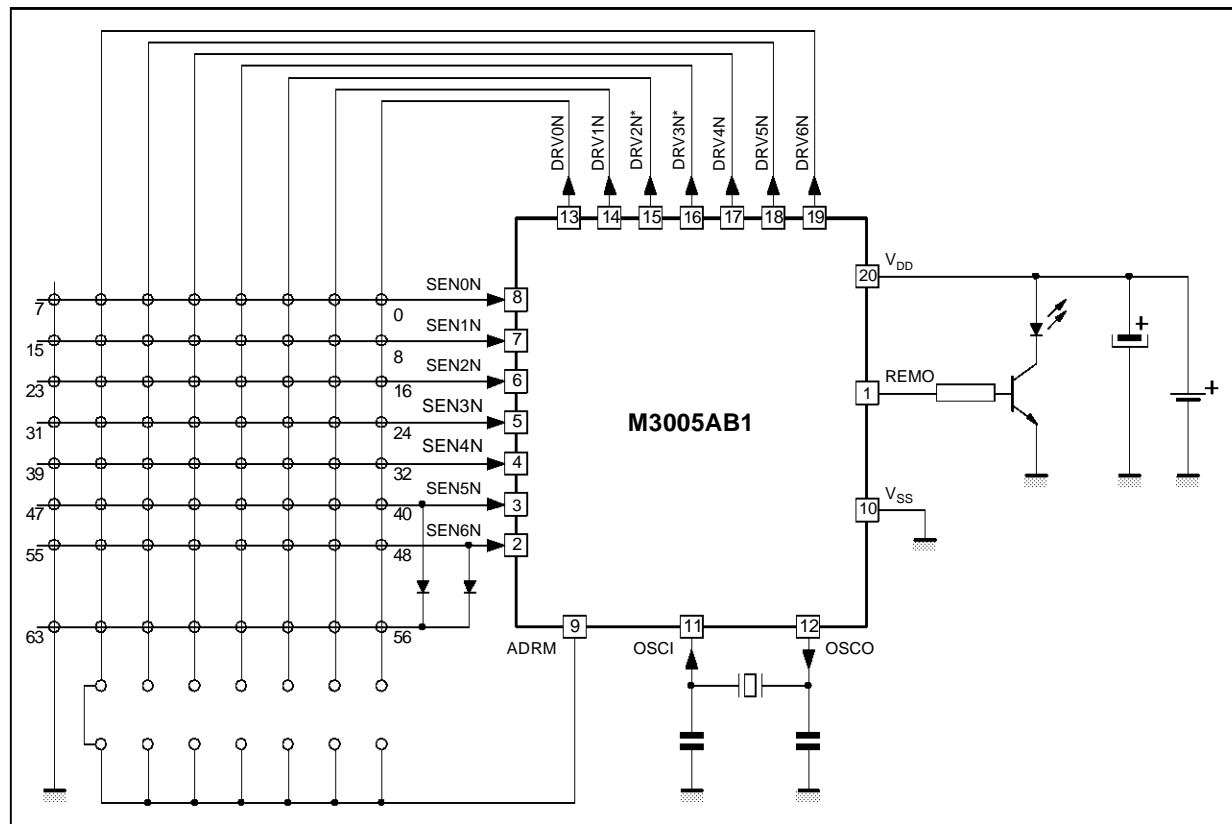 DRV0N
DRV1N
DRV2N*
DRV3N*
DRV4N
DRV5N
DRV6N
13 14 15 16 17 18 19
20 V_DD
SEN0N 8
7 0
SEN1N 7
15 8
SEN2N 6
23 16
SEN3N 5
31 24
SEN4N 4
39 32
SEN5N 3
47 40
SEN6N 2
55 48
63 56
M3005AB1
1 REMO
+
+
10 V_SS
9 11 12
ADRM OSCI OSCO